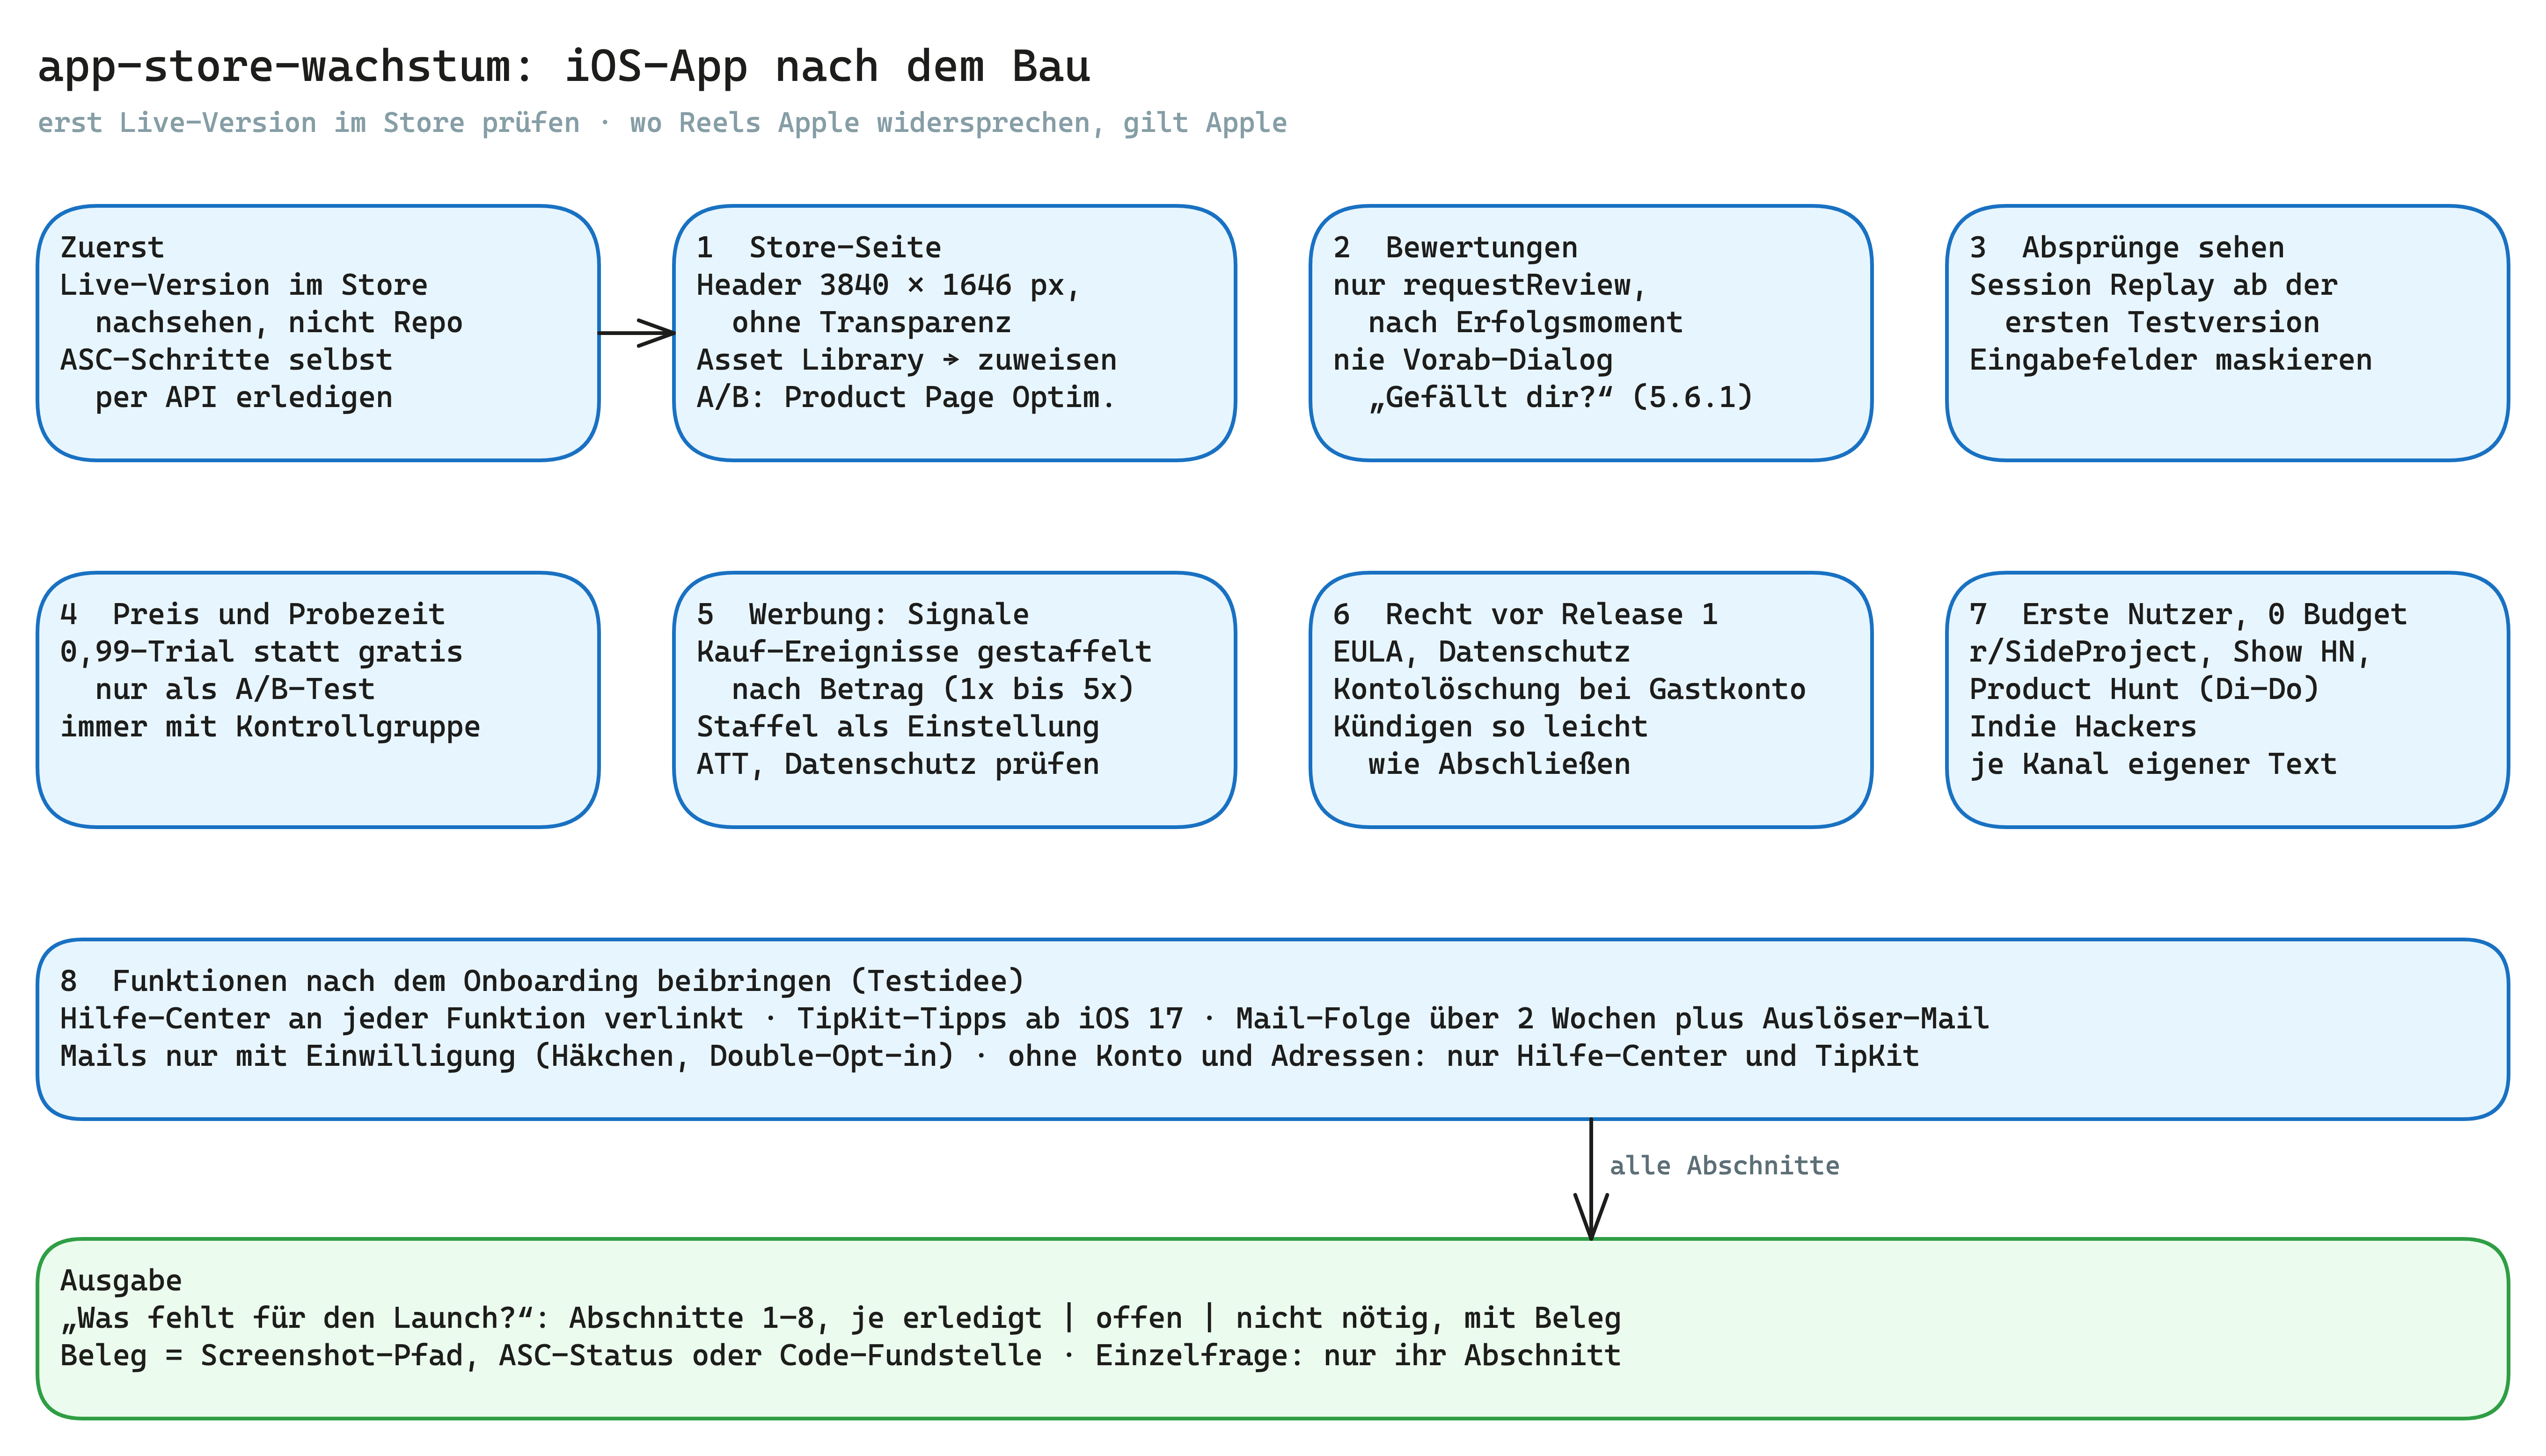 app-store-wachstum: iOS-App nach dem Bau
erst Live-Version im Store prüfen · wo Reels Apple widersprechen, gilt Apple
Zuerst
Live-Version im Store
nachsehen, nicht Repo
ASC-Schritte selbst
per API erledigen
1 Store-Seite
Header 3840 × 1646 px,
ohne Transparenz
Asset Library → zuweisen
A/B: Product Page Optim.
2 Bewertungen
nur requestReview,
nach Erfolgsmoment
nie Vorab-Dialog
„Gefällt dir?“ (5.6.1)
3 Absprünge sehen
Session Replay ab der
ersten Testversion
Eingabefelder maskieren
4 Preis und Probezeit
0,99-Trial statt gratis
nur als A/B-Test
immer mit Kontrollgruppe
5 Werbung: Signale
Kauf-Ereignisse gestaffelt
nach Betrag (1x bis 5x)
Staffel als Einstellung
ATT, Datenschutz prüfen
6 Recht vor Release 1
EULA, Datenschutz
Kontolöschung bei Gastkonto
Kündigen so leicht
wie Abschließen
7 Erste Nutzer, 0 Budget
r/SideProject, Show HN,
Product Hunt (Di-Do)
Indie Hackers
je Kanal eigener Text
8 Funktionen nach dem Onboarding beibringen (Testidee)
Hilfe-Center an jeder Funktion verlinkt · TipKit-Tipps ab iOS 17 · Mail-Folge über 2 Wochen plus Auslöser-Mail
Mails nur mit Einwilligung (Häkchen, Double-Opt-in) · ohne Konto und Adressen: nur Hilfe-Center und TipKit
alle Abschnitte
Ausgabe
„Was fehlt für den Launch?“: Abschnitte 1-8, je erledigt | offen | nicht nötig, mit Beleg
Beleg = Screenshot-Pfad, ASC-Status oder Code-Fundstelle · Einzelfrage: nur ihr Abschnitt